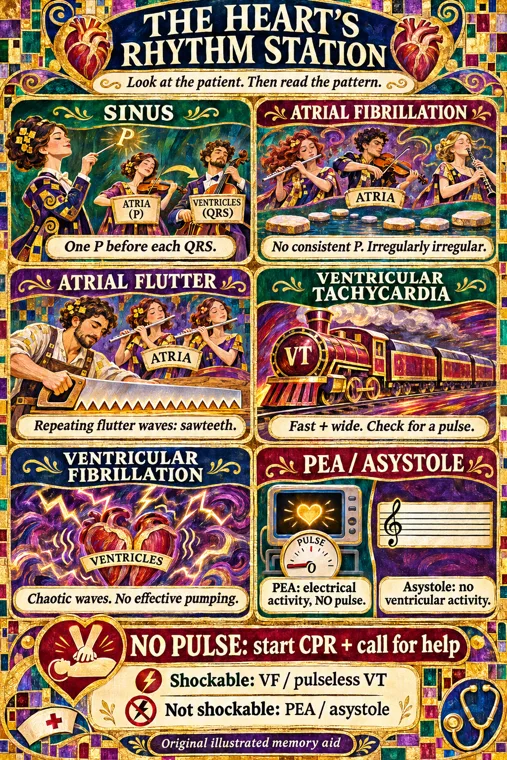 THE HEART'S
RHYTHM STATION
Look at the patient. Then read the pattern.
SINUS
P
ATRIA
(P)
VENTRICLES
(QRS)
One P before each QRS.
ATRIAL FIBRILLATION
ATRIA
No consistent P. Irregularly irregular.
ATRIAL FLUTTER
ATRIA
Repeating flutter waves: sawteeth.
VENTRICULAR
TACHYCARDIA
VT
Fast + wide. Check for a pulse.
VENTRICULAR
FIBRILLATION
VENTRICLES
Chaotic waves. No effective pumping.
PEA / ASYSTOLE
PULSE
0
PEA: electrical
activity, NO pulse.
Asystole: no
ventricular activity.
NO PULSE: start CPR + call for help
Shockable: VF / pulseless VT
Not shockable: PEA / asystole
Original illustrated memory aid